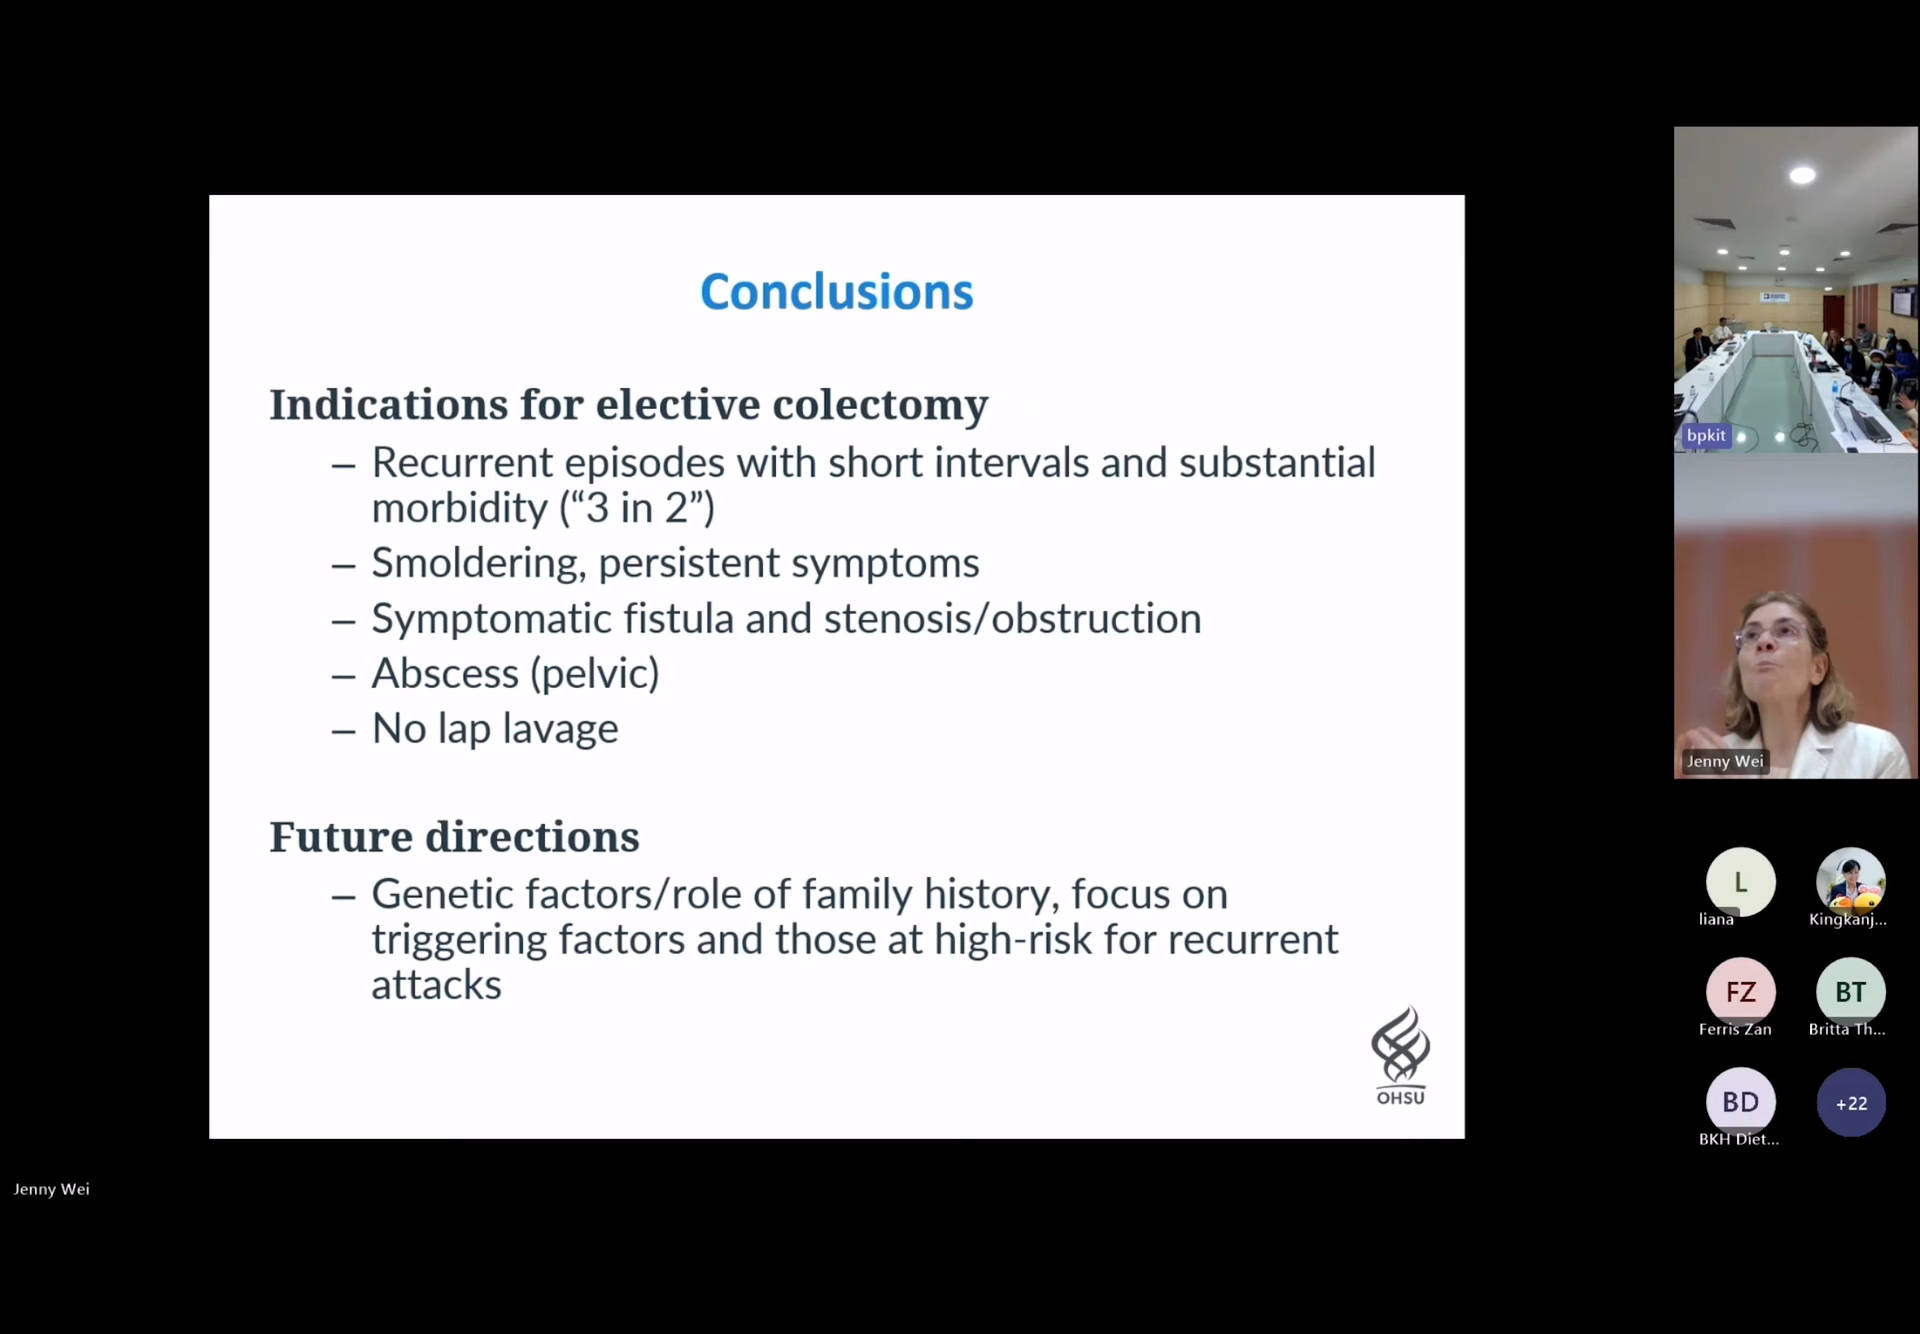 Conclusions
Indications for elective colectomy
– Recurrent episodes with short intervals and substantial
morbidity (“3 in 2”)
– Smoldering, persistent symptoms
– Symptomatic fistula and stenosis/obstruction
– Abscess (pelvic)
– No lap lavage
Future directions
– Genetic factors/role of family history, focus on
triggering factors and those at high-risk for recurrent
attacks
OHSU
Jenny Wei
bpkit
Jenny Wei
L
liana
Kingkanj...
FZ
Ferris Zan
BT
Britta Th...
BD
BKH Diet...
+22